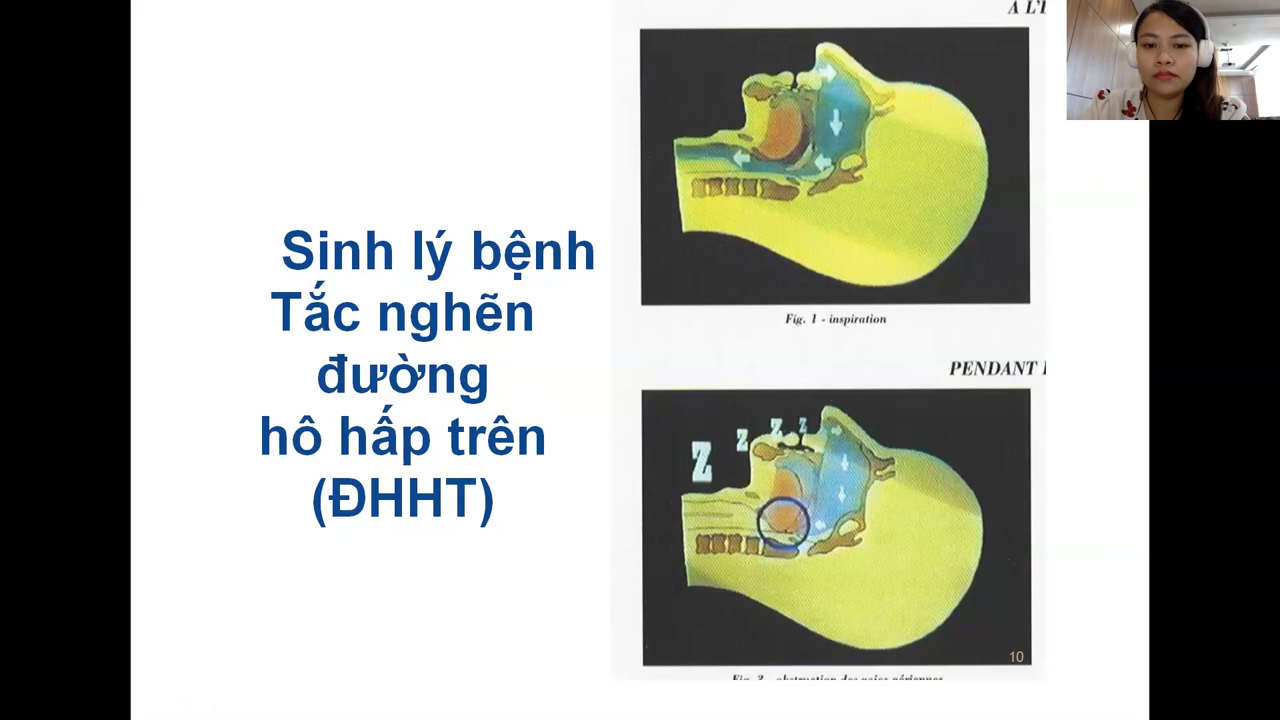 Sinh lý bệnh
Tắc nghẽn
đường
hô hấp trên
(ĐHHT)
A L'
Fig. 1 - inspiration
PENDANT
Z Z Z Z
10